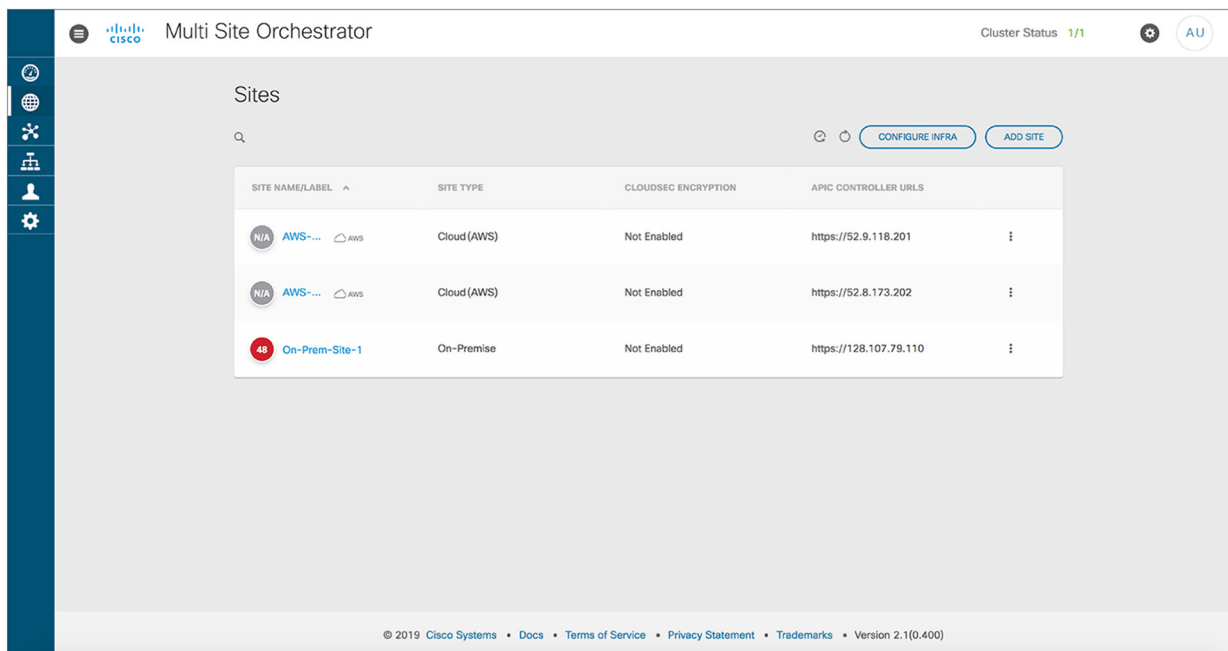 CISCO Multi Site Orchestrator Cluster Status 1/1 AU
Sites
CONFIGURE INFRA ADD SITE
SITE NAME/LABEL SITE TYPE CLOUDSEC ENCRYPTION APIC CONTROLLER URLS
N/A AWS-... AWS Cloud (AWS) Not Enabled https://52.9.118.201
N/A AWS-... AWS Cloud (AWS) Not Enabled https://52.8.173.202
48 On-Prem-Site-1 On-Premise Not Enabled https://128.107.79.110
© 2019 Cisco Systems • Docs • Terms of Service • Privacy Statement • Trademarks • Version 2.1(0.400)